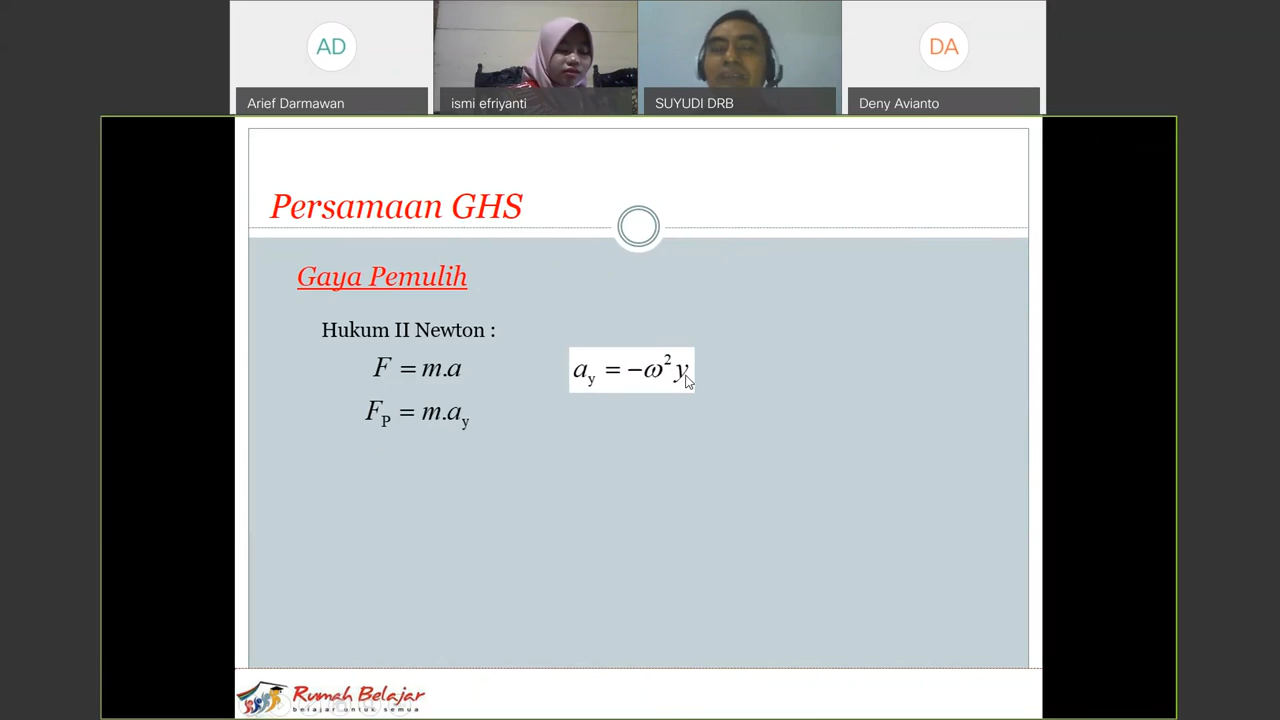 AD
DA
Arief Darmawan
ismi efriyanti
SUYUDI DRB
Deny Avianto
Persamaan GHS
Gaya Pemulih
Hukum II Newton :
F = m.a
a_y = −ω² y
F_P = m.a_y
Rumah Belajar
belajar untuk semua